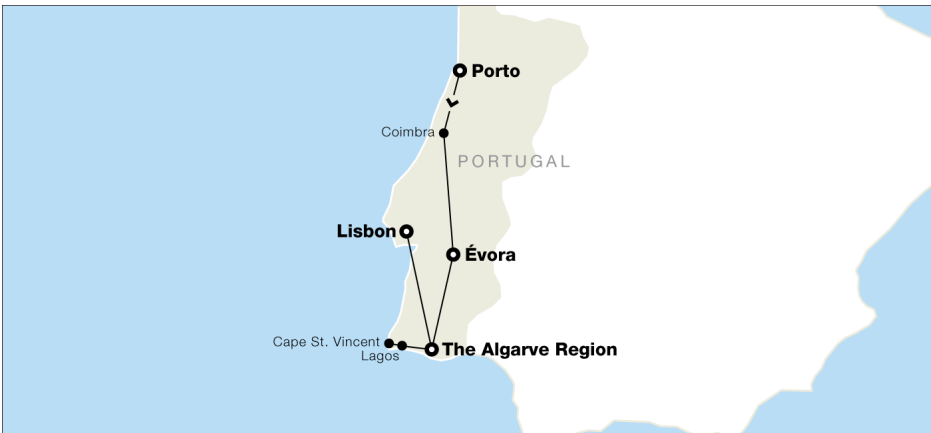 Porto
Coimbra
PORTUGAL
Lisbon
Évora
Cape St. Vincent
Lagos
The Algarve Region